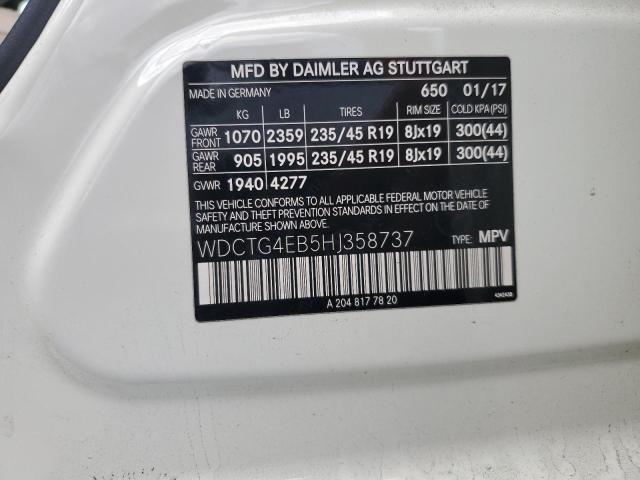 MFD BY DAIMLER AG STUTTGART
MADE IN GERMANY 650 01/17
KG LB TIRES RIM SIZE COLD KPA (PSI)
GAWR FRONT 1070 2359 235/45 R19 8Jx19 300(44)
GAWR REAR 905 1995 235/45 R19 8Jx19 300(44)
GVWR 1940 4277
THIS VEHICLE CONFORMS TO ALL APPLICABLE FEDERAL MOTOR VEHICLE
SAFETY AND THEFT PREVENTION STANDARDS IN EFFECT ON THE DATE OF
MANUFACTURE SHOWN ABOVE.
WDCTG4EB5HJ358737 TYPE: MPV
A 204 817 78 20